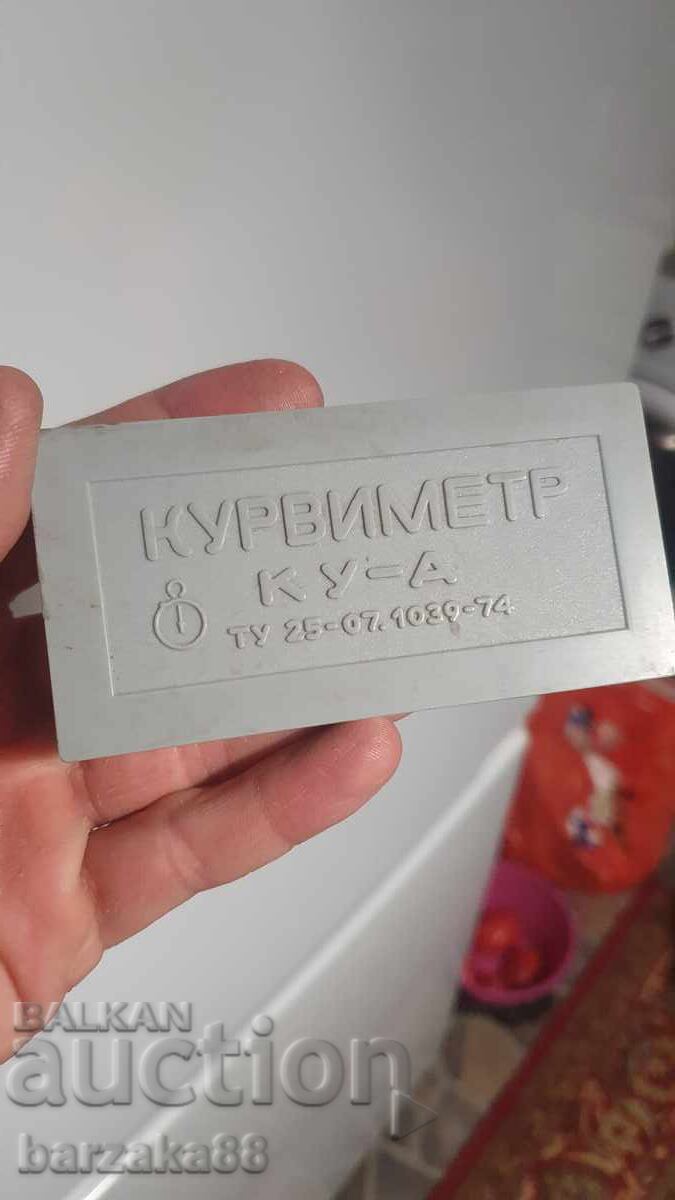 КУРВИМЕТР
КУ-А
ТУ 25-07.1039-74
BALKAN
auction
barzaka88